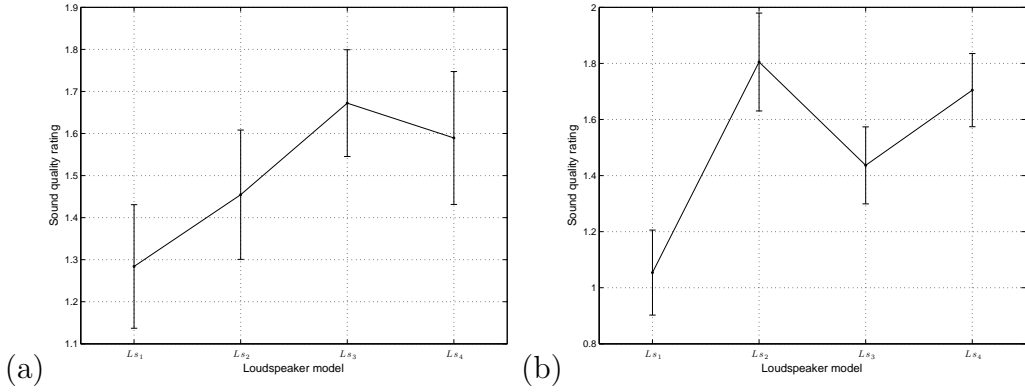 1.9
1.8
1.7
1.6
1.5
1.4
1.3
1.2
1.1
Sound quality rating
Ls₁ Ls₂ Ls₃ Ls₄
Loudspeaker model
(a)
2
1.8
1.6
1.4
1.2
1
0.8
Sound quality rating
Ls₁ Ls₂ Ls₃ Ls₄
Loudspeaker model
(b)